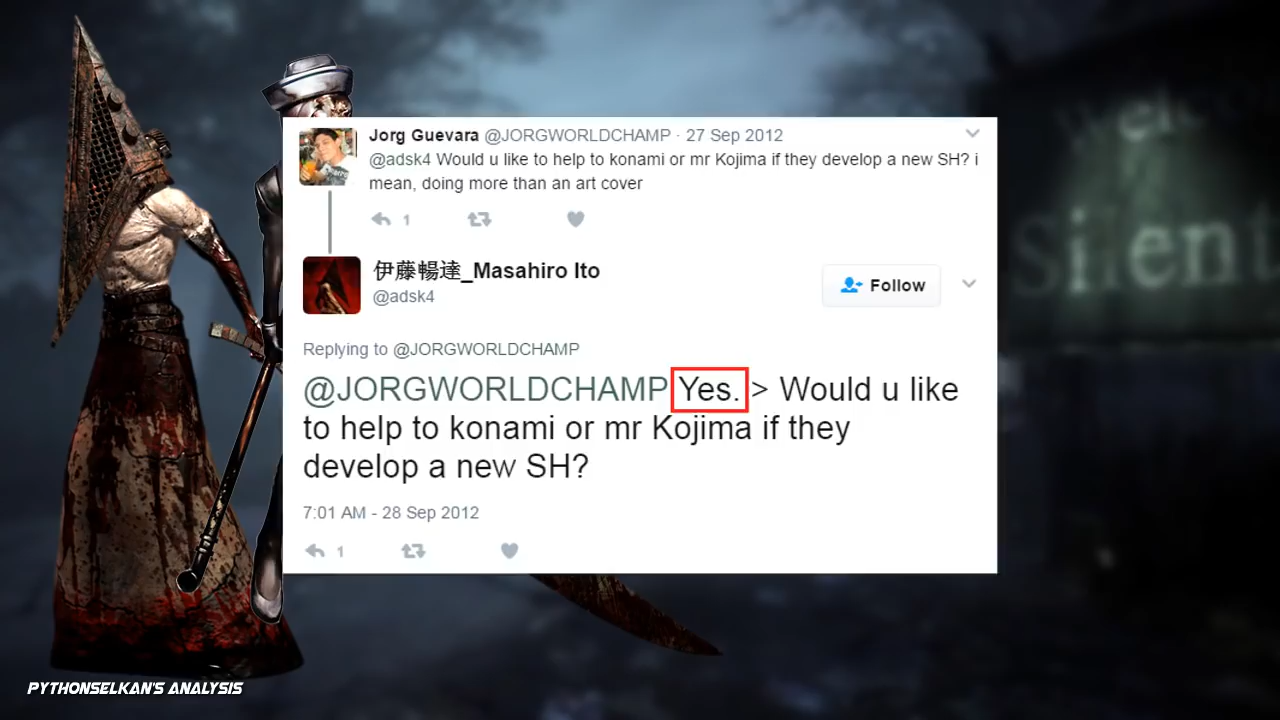 Jorg Guevara @JORGWORLDCHAMP · 27 Sep 2012
@adsk4 Would u like to help to konami or mr Kojima if they develop a new SH? i
mean, doing more than an art cover
1
伊藤暢達_Masahiro Ito
@adsk4
Follow
Replying to @JORGWORLDCHAMP
@JORGWORLDCHAMP Yes. > Would u like
to help to konami or mr Kojima if they
develop a new SH?
7:01 AM - 28 Sep 2012
1
welcome
Silent
PYTHONSELKAN'S ANALYSIS